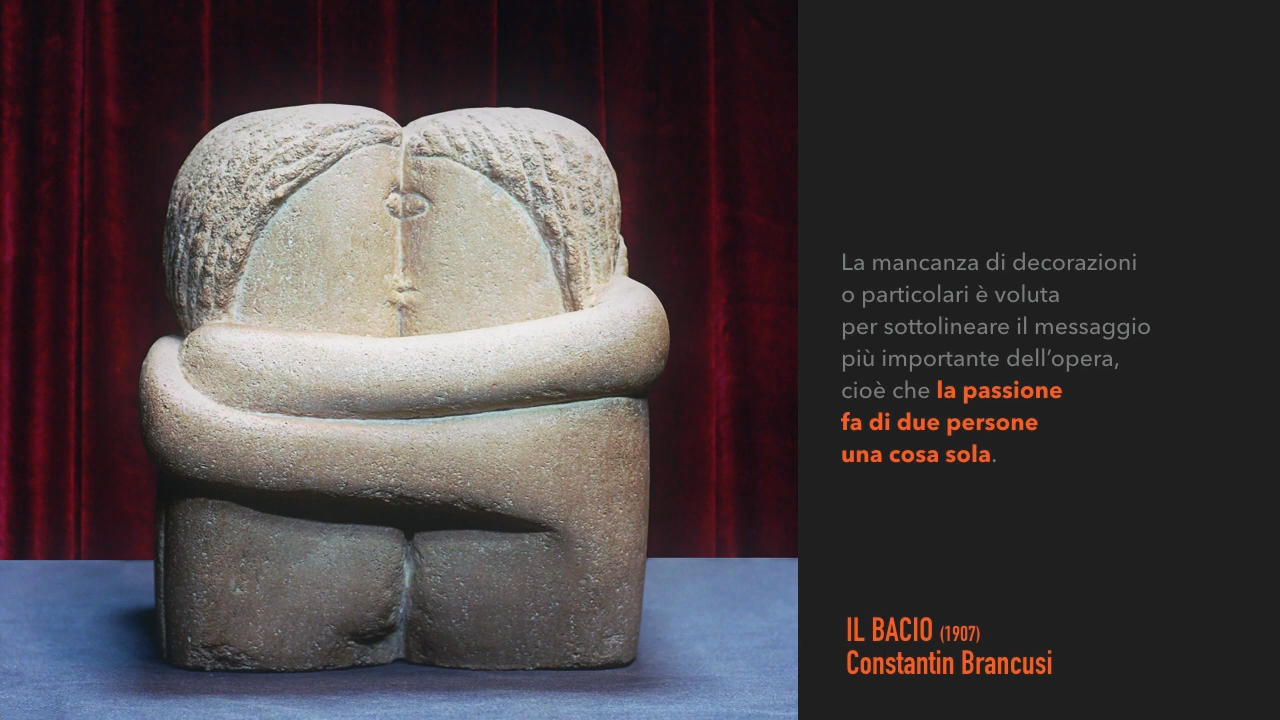 La mancanza di decorazioni
o particolari è voluta
per sottolineare il messaggio
più importante dell’opera,
cioè che la passione
fa di due persone
una cosa sola.
IL BACIO (1907)
Constantin Brancusi